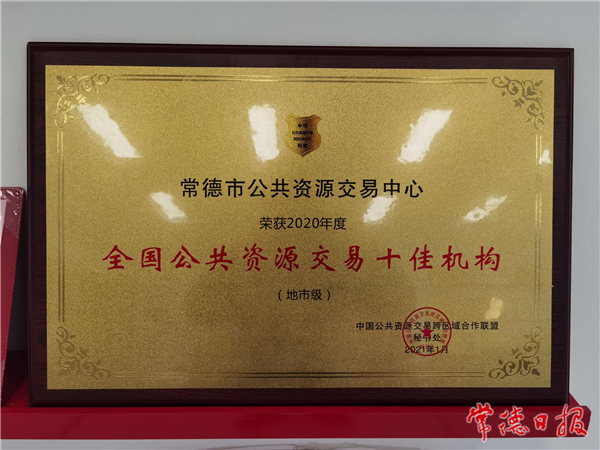 常德市公共资源交易中心
荣获2020年度
全国公共资源交易十佳机构
（地市级）
中国公共资源交易跨区域合作联盟
秘书处
2021年1月
常德日报